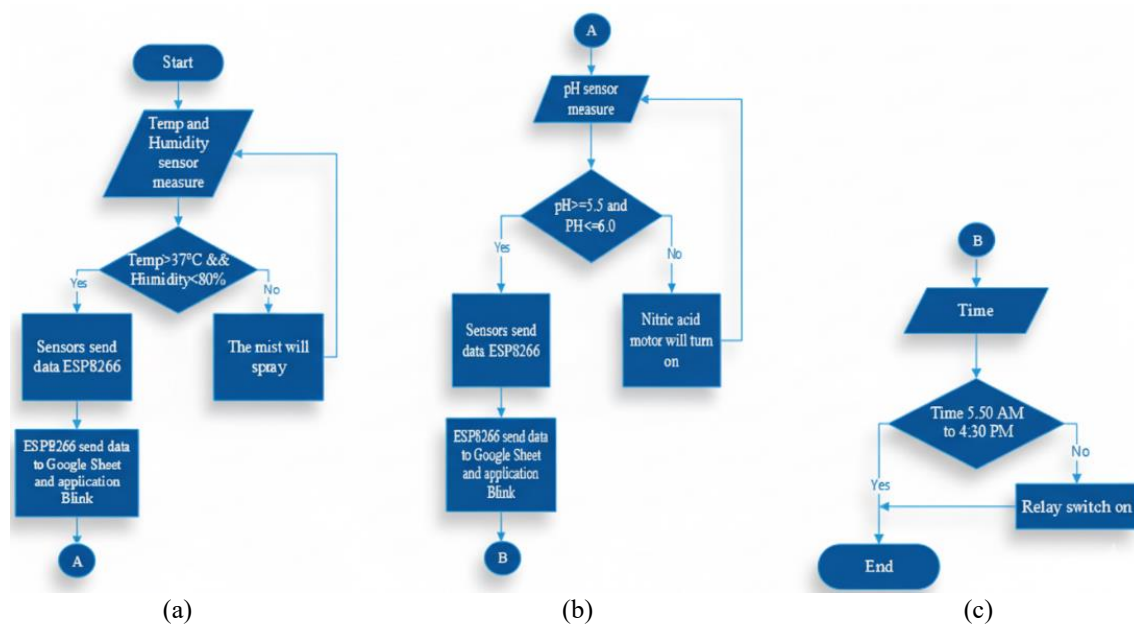 Start
Temp and
Humidity
sensor
measure
Temp>37°C &&
Humidity<80%
Yes
No
Sensors send
data ESP8266
The mist will
spray
ESP8266 send data
to Google Sheet
and application
Blink
A
(a)
A
pH sensor
measure
pH>=5.5 and
PH<=6.0
Yes
No
Sensors send
data ESP8266
Nitric acid
motor will turn
on
ESP8266 send data
to Google Sheet
and application
Blink
B
(b)
B
Time
Time 5.50 AM
to 4:30 PM
No
Yes
Relay switch on
End
(c)